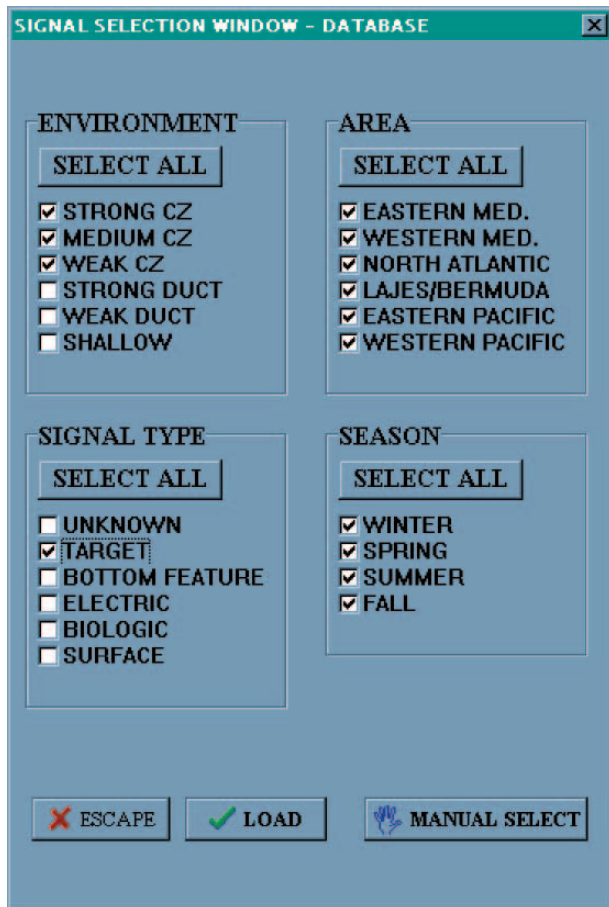 SIGNAL SELECTION WINDOW - DATABASE
ENVIRONMENT
SELECT ALL
STRONG CZ
MEDIUM CZ
WEAK CZ
STRONG DUCT
WEAK DUCT
SHALLOW
AREA
SELECT ALL
EASTERN MED.
WESTERN MED.
NORTH ATLANTIC
LAJES/BERMUDA
EASTERN PACIFIC
WESTERN PACIFIC
SIGNAL TYPE
SELECT ALL
UNKNOWN
TARGET
BOTTOM FEATURE
ELECTRIC
BIOLOGIC
SURFACE
SEASON
SELECT ALL
WINTER
SPRING
SUMMER
FALL
ESCAPE
LOAD
MANUAL SELECT